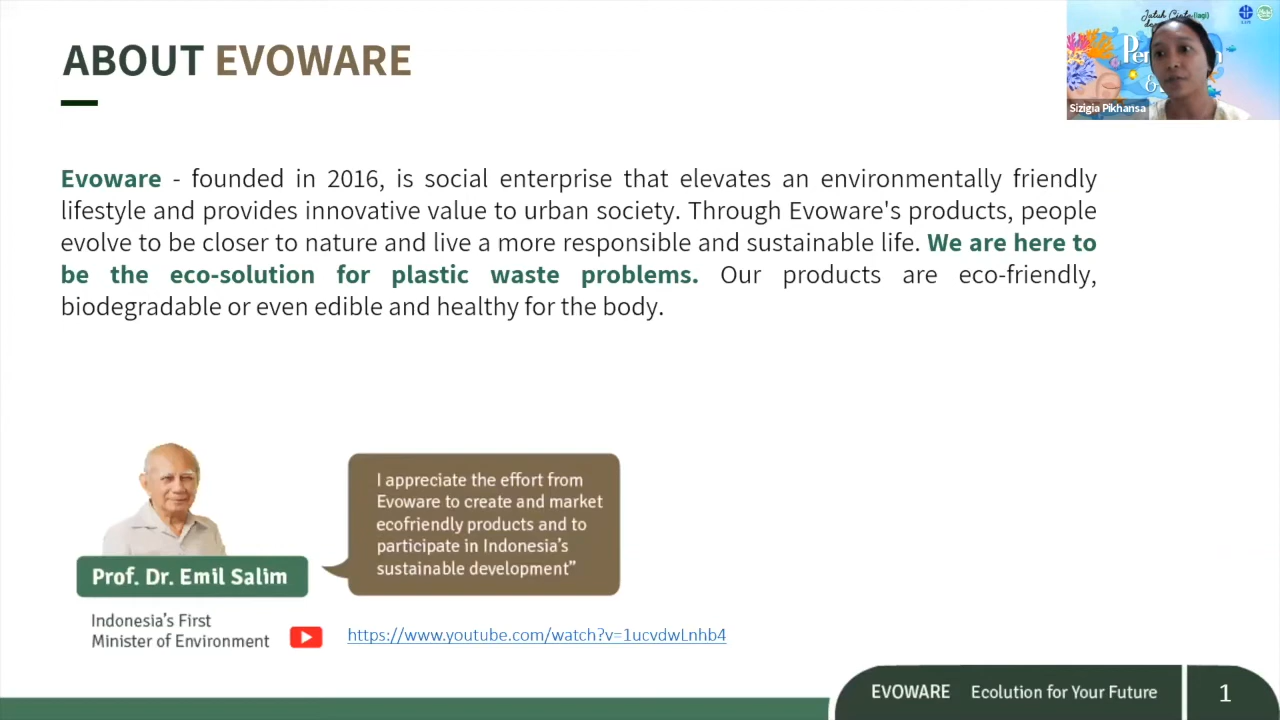 ABOUT EVOWARE
Evoware - founded in 2016, is social enterprise that elevates an environmentally friendly
lifestyle and provides innovative value to urban society. Through Evoware's products, people
evolve to be closer to nature and live a more responsible and sustainable life. We are here to
be the eco-solution for plastic waste problems. Our products are eco-friendly,
biodegradable or even edible and healthy for the body.
Jatuh Cinta (lagi)
Sizigia Pikhansa
I appreciate the effort from
Evoware to create and market
ecofriendly products and to
participate in Indonesia's
sustainable development”
Prof. Dr. Emil Salim
Indonesia's First
Minister of Environment
https://www.youtube.com/watch?v=1ucvdwLnhb4
EVOWARE Ecolution for Your Future
1